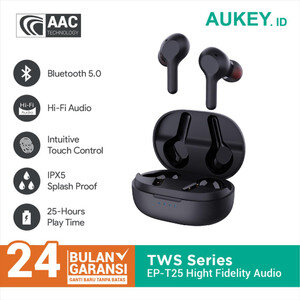 AAC
TECHNOLOGY
AUKEY.ID
Bluetooth 5.0
Hi-Fi
Hi-Fi Audio
Intuitive
Touch Control
IPX5
Splash Proof
25-Hours
Play Time
24 BULAN
GARANSI
GANTI BARU TANPA BATAS
TWS Series
EP-T25 Hight Fidelity Audio